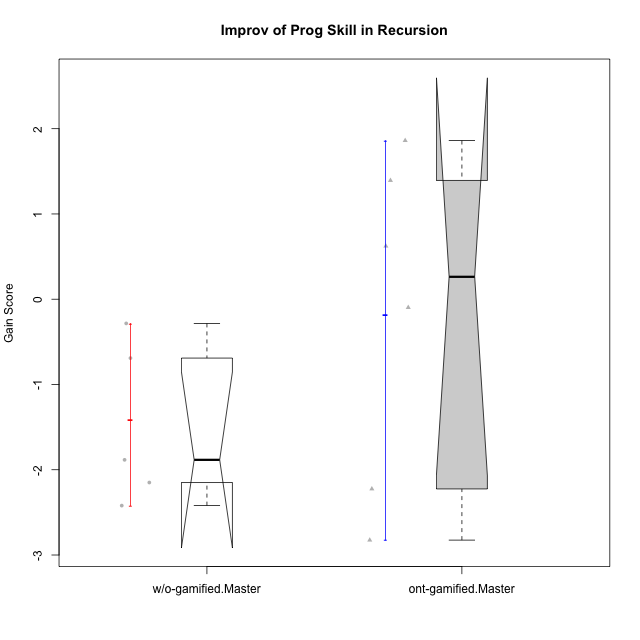 Improv of Prog Skill in Recursion
Gain Score
2
1
0
-1
-2
-3
w/o-gamified.Master
ont-gamified.Master